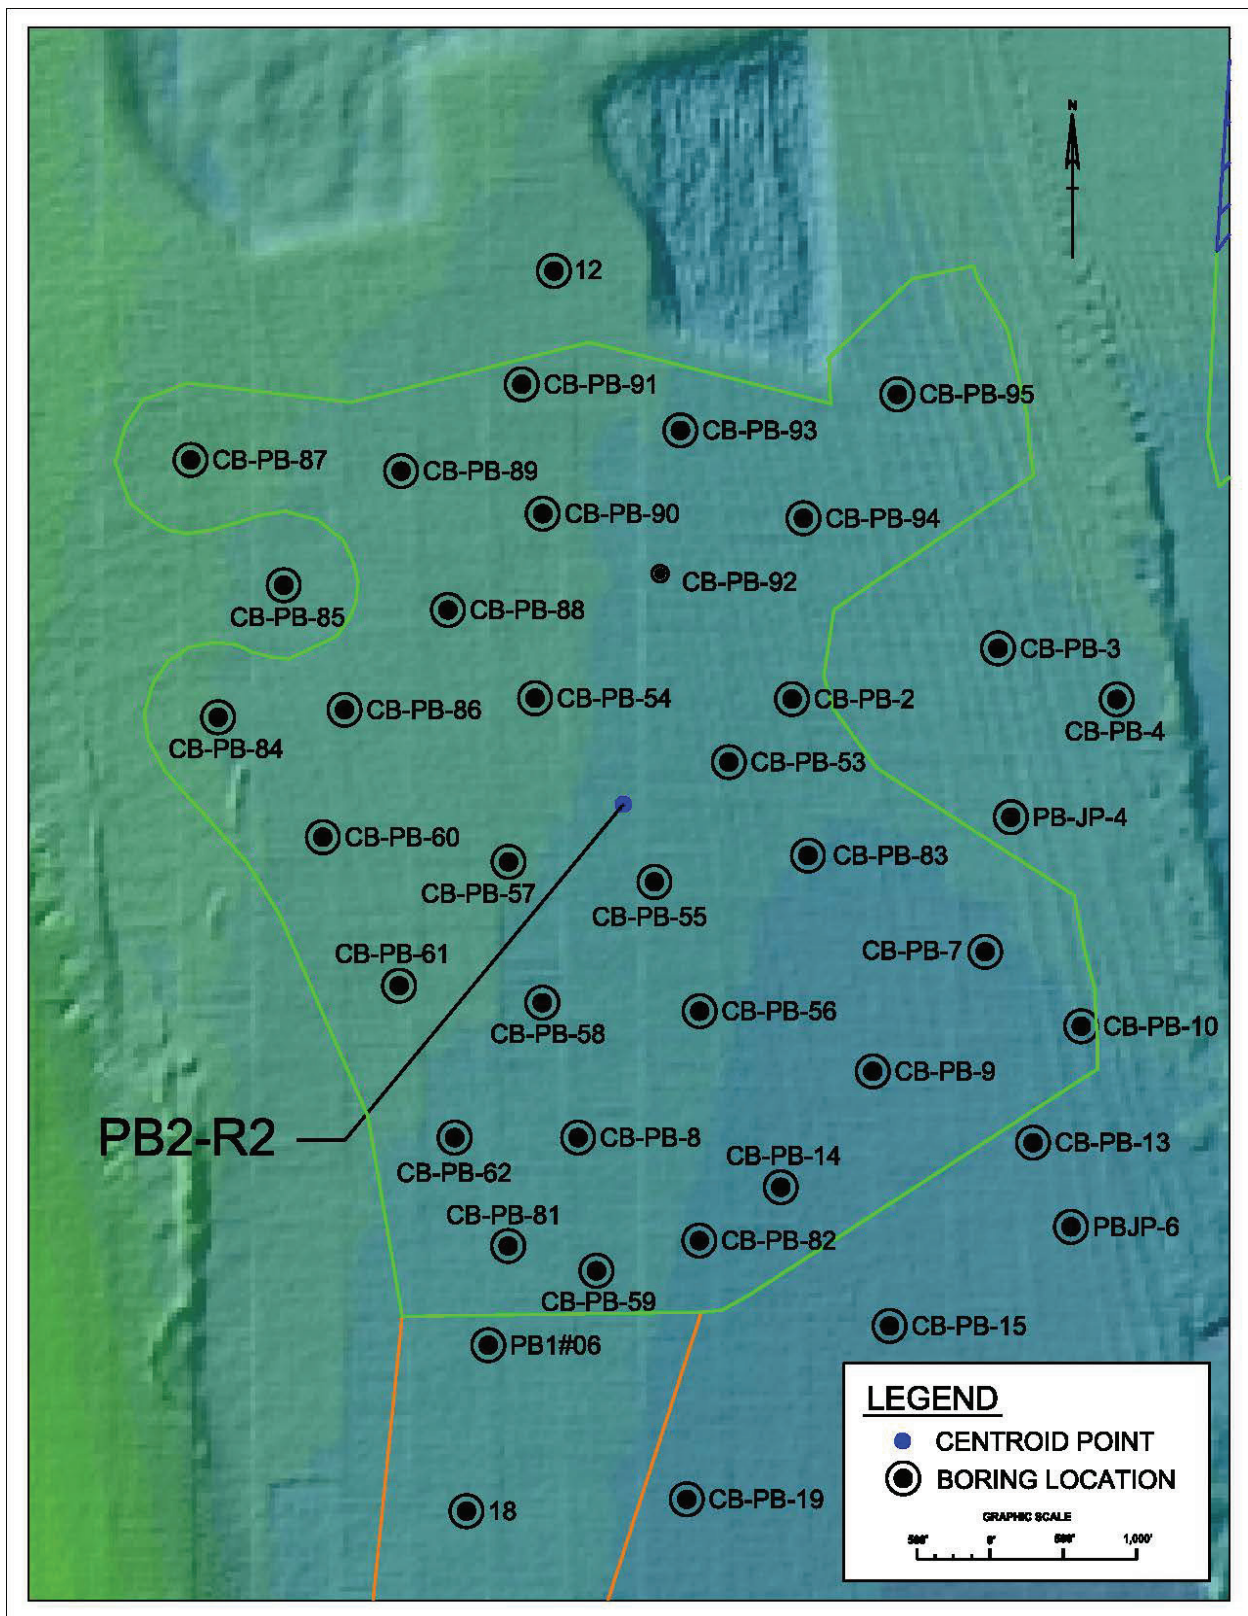 N
12
CB-PB-91
CB-PB-95
CB-PB-93
CB-PB-87
CB-PB-89
CB-PB-90
CB-PB-94
CB-PB-92
CB-PB-85
CB-PB-88
CB-PB-3
CB-PB-86
CB-PB-54
CB-PB-2
CB-PB-4
CB-PB-84
CB-PB-53
PB-JP-4
CB-PB-60
CB-PB-83
CB-PB-57
CB-PB-55
CB-PB-7
CB-PB-61
CB-PB-56
CB-PB-58
CB-PB-10
CB-PB-9
PB2-R2
CB-PB-8
CB-PB-13
CB-PB-62
CB-PB-14
CB-PB-81
CB-PB-82
PBJP-6
CB-PB-59
CB-PB-15
PB1#06
18
CB-PB-19
LEGEND
CENTROID POINT
BORING LOCATION
GRAPHIC SCALE
500' 0' 500' 1,000'